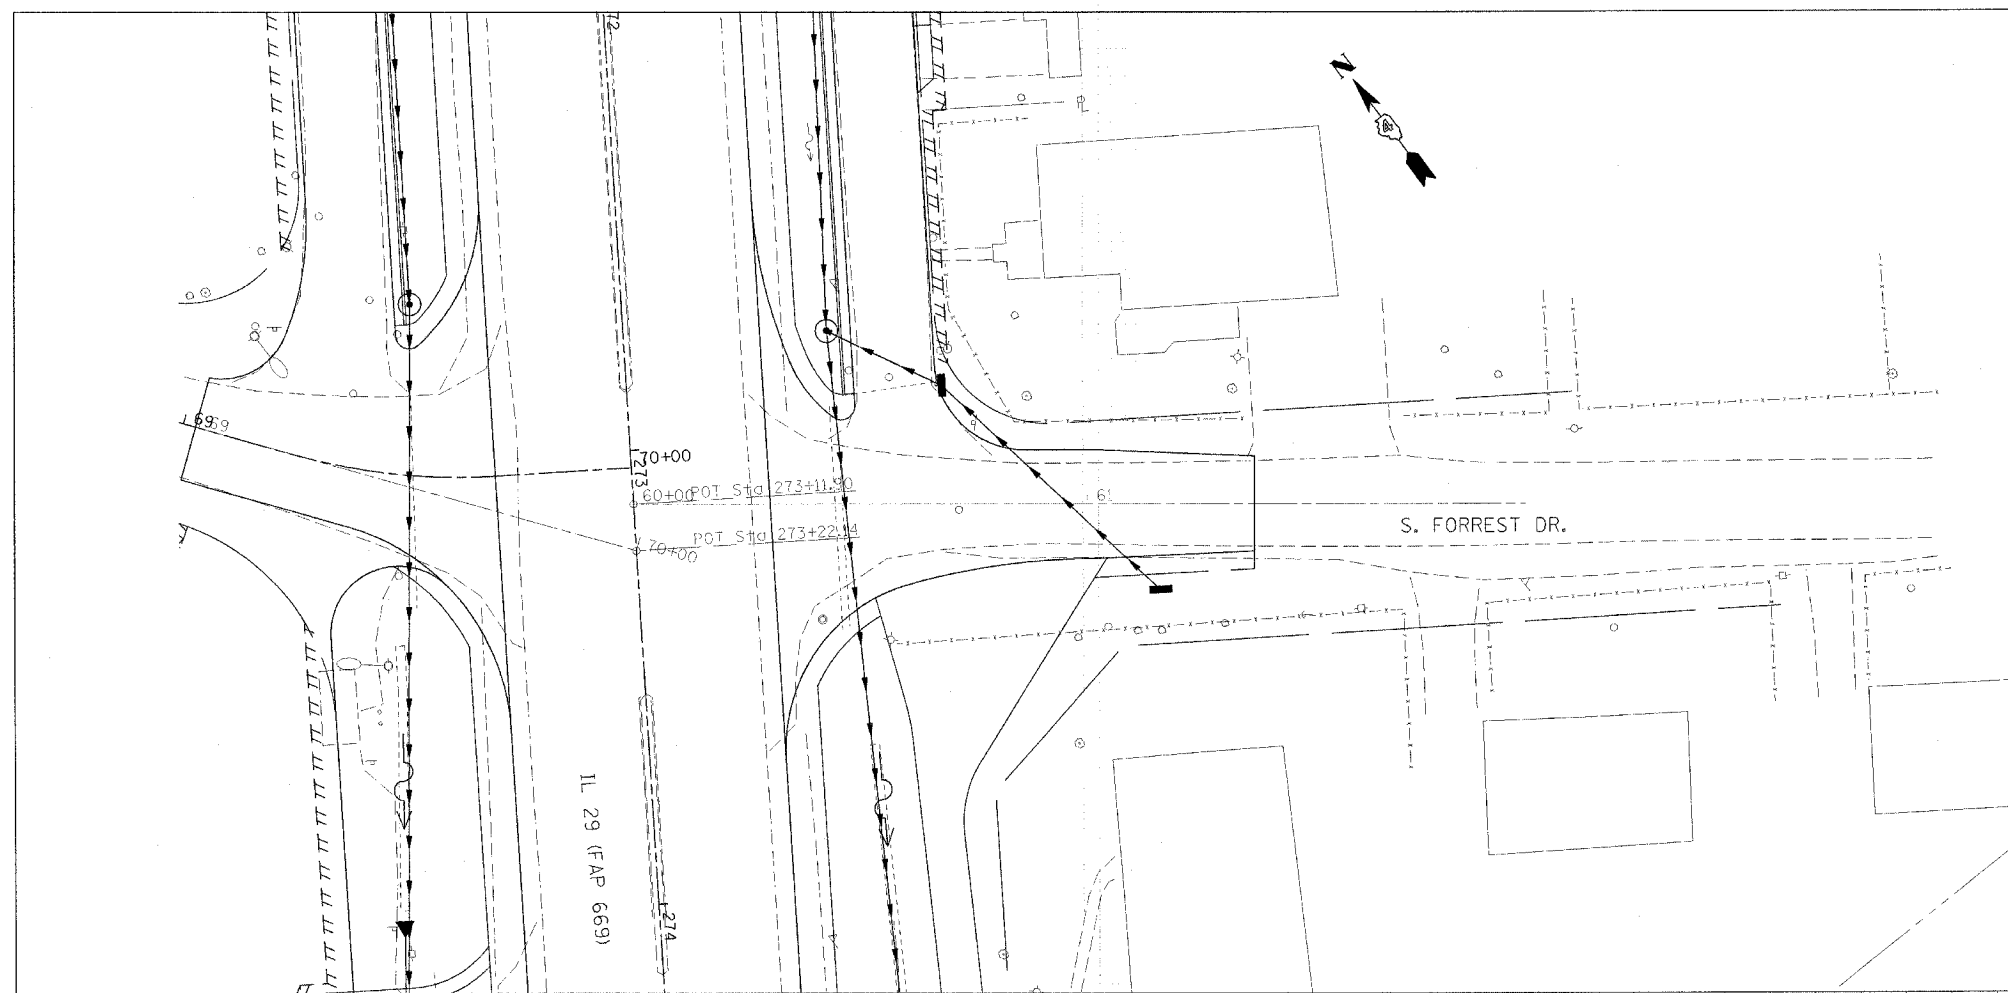 N
69
70+00
273
60+00
POT Sta 273+11.90
61
POT Sta 273+22.14
70+00
S. FORREST DR.
IL 29 (FAP 669)
274